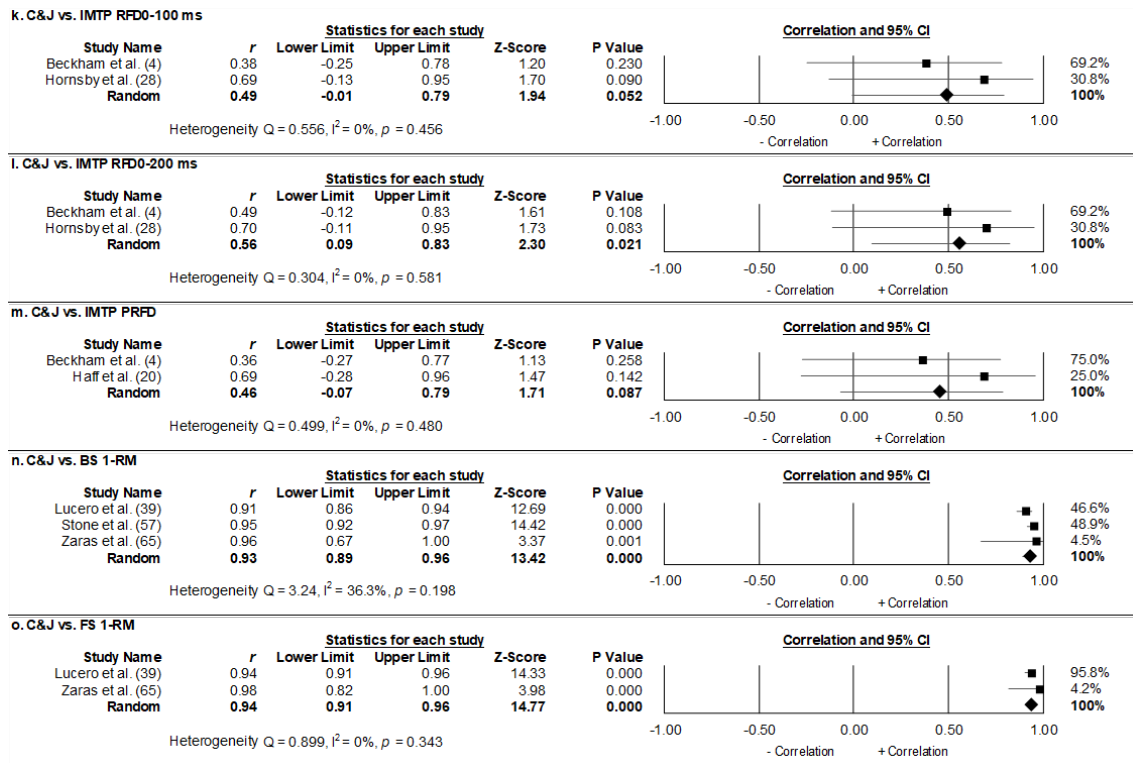 k. C&J vs. IMTP RFD0-100 ms
Statistics for each study Correlation and 95% CI
Study Name r Lower Limit Upper Limit Z-Score P Value
Beckham et al. (4) 0.38 -0.25 0.78 1.20 0.230 69.2%
Hornsby et al. (28) 0.69 -0.13 0.95 1.70 0.090 30.8%
Random 0.49 -0.01 0.79 1.94 0.052 100%
Heterogeneity Q = 0.556, I² = 0%, p = 0.456
-1.00 -0.50 0.00 0.50 1.00
- Correlation + Correlation
l. C&J vs. IMTP RFD0-200 ms
Statistics for each study Correlation and 95% CI
Study Name r Lower Limit Upper Limit Z-Score P Value
Beckham et al. (4) 0.49 -0.12 0.83 1.61 0.108 69.2%
Hornsby et al. (28) 0.70 -0.11 0.95 1.73 0.083 30.8%
Random 0.56 0.09 0.83 2.30 0.021 100%
Heterogeneity Q = 0.304, I² = 0%, p = 0.581
-1.00 -0.50 0.00 0.50 1.00
- Correlation + Correlation
m. C&J vs. IMTP PRFD
Statistics for each study Correlation and 95% CI
Study Name r Lower Limit Upper Limit Z-Score P Value
Beckham et al. (4) 0.36 -0.27 0.77 1.13 0.258 75.0%
Haff et al. (20) 0.69 -0.28 0.96 1.47 0.142 25.0%
Random 0.46 -0.07 0.79 1.71 0.087 100%
Heterogeneity Q = 0.499, I² = 0%, p = 0.480
-1.00 -0.50 0.00 0.50 1.00
- Correlation + Correlation
n. C&J vs. BS 1-RM
Statistics for each study Correlation and 95% CI
Study Name r Lower Limit Upper Limit Z-Score P Value
Lucero et al. (39) 0.91 0.86 0.94 12.69 0.000 46.6%
Stone et al. (57) 0.95 0.92 0.97 14.42 0.000 48.9%
Zaras et al. (65) 0.96 0.67 1.00 3.37 0.001 4.5%
Random 0.93 0.89 0.96 13.42 0.000 100%
Heterogeneity Q = 3.24, I² = 36.3%, p = 0.198
-1.00 -0.50 0.00 0.50 1.00
- Correlation + Correlation
o. C&J vs. FS 1-RM
Statistics for each study Correlation and 95% CI
Study Name r Lower Limit Upper Limit Z-Score P Value
Lucero et al. (39) 0.94 0.91 0.96 14.33 0.000 95.8%
Zaras et al. (65) 0.98 0.82 1.00 3.98 0.000 4.2%
Random 0.94 0.91 0.96 14.77 0.000 100%
Heterogeneity Q = 0.899, I² = 0%, p = 0.343
-1.00 -0.50 0.00 0.50 1.00
- Correlation + Correlation